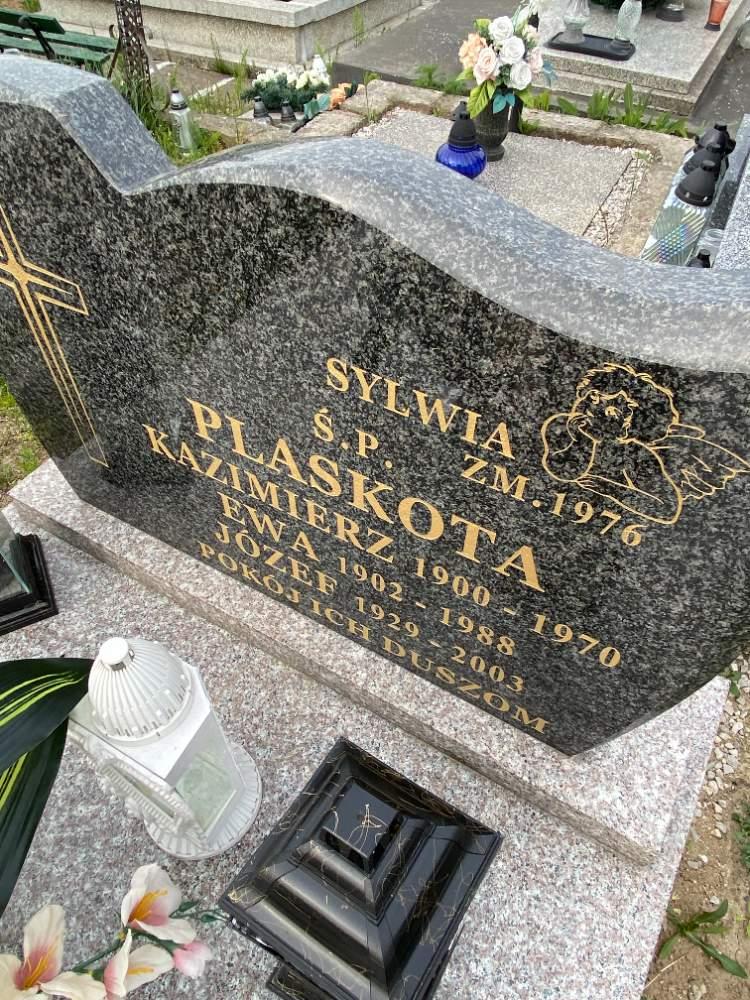 SYLWIA
Ś.P. ZM.1976
PLASKOTA
KAZIMIERZ 1900 - 1970
EWA 1902 - 1988
JÓZEF 1929 - 2003
POKÓJ ICH DUSZOM